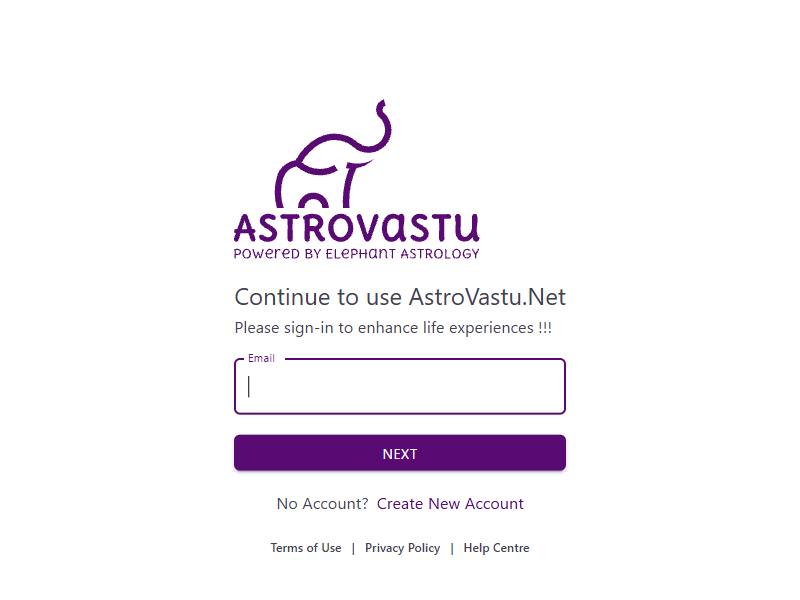 ASTROVaSTU
POWereD BY ELePHaNT ASTROLOGY
Continue to use AstroVastu.Net
Please sign-in to enhance life experiences !!!
Email
NEXT
No Account? Create New Account
Terms of Use | Privacy Policy | Help Centre